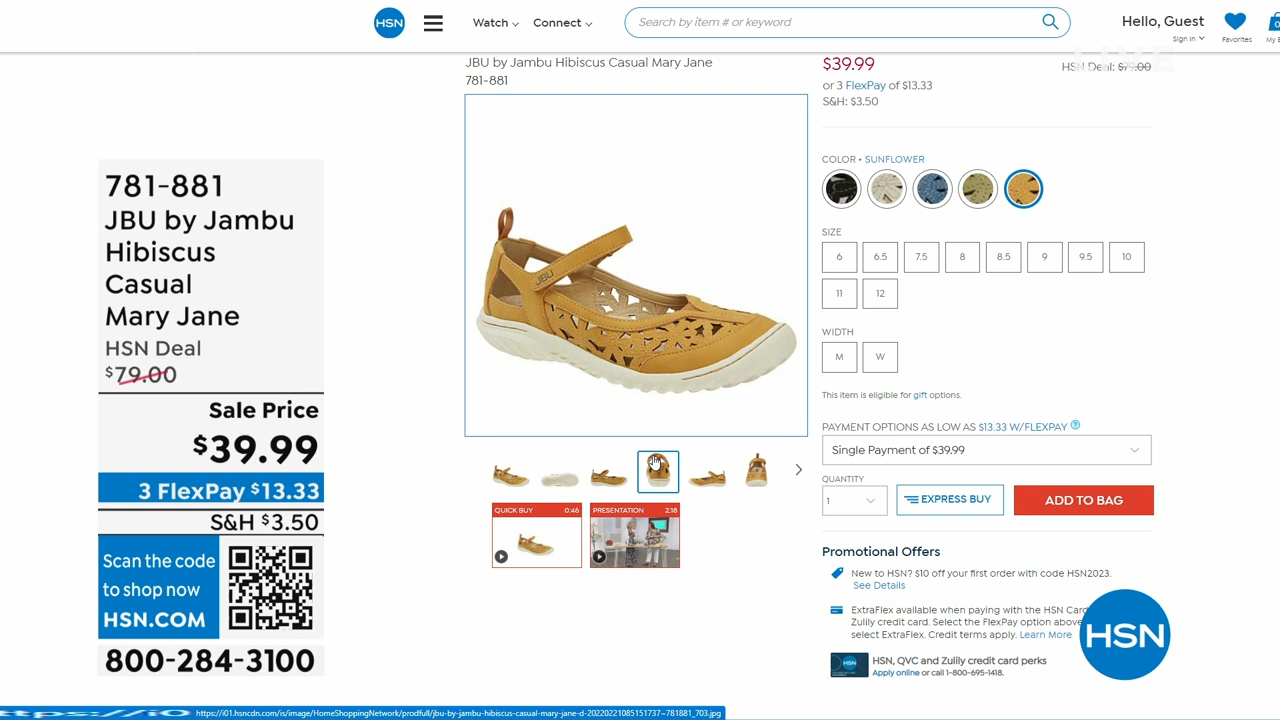 HSN
Watch
Connect
Search by item # or keyword
Hello, Guest
Sign In
Favorites
0
JBU by Jambu Hibiscus Casual Mary Jane
781-881
$39.99
HSN Deal: $79.00
LIVE
or 3 FlexPay of $13.33
S&H: $3.50
COLOR • SUNFLOWER
SIZE
6 6.5 7.5 8 8.5 9 9.5 10
11 12
WIDTH
M W
This item is eligible for gift options.
PAYMENT OPTIONS AS LOW AS $13.33 W/FLEXPAY
Single Payment of $39.99
QUANTITY
1
EXPRESS BUY
ADD TO BAG
Promotional Offers
New to HSN? $10 off your first order with code HSN2023.
See Details
ExtraFlex available when paying with the HSN Card
Zulily credit card. Select the FlexPay option above
select ExtraFlex. Credit terms apply. Learn More
HSN, QVC and Zulily credit card perks
Apply online or call 1-800-695-1418.
HSN
HSN
JBU
QUICK BUY 0:46
PRESENTATION 2:18
781-881
JBU by Jambu
Hibiscus
Casual
Mary Jane
HSN Deal
$79.00
Sale Price
$39.99
3 FlexPay $13.33
S&H $3.50
Scan the code
to shop now
HSN.COM
800-284-3100
https://i01.hsncdn.com/is/image/HomeShoppingNetwork/prodfull/jbu-by-jambu-hibiscus-casual-mary-jane-d-20220221085151737~781881_703.jpg